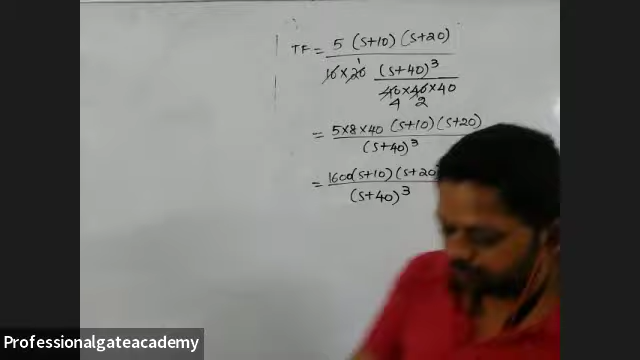 TF = 5 (S+10) (S+20)
10×20 1 (S+40)^3
40×40×40
4 2
= 5×8×40 (S+10) (S+20)
(S+40)^3
= 1600(S+10) (S+20)
(S+40)^3
Professionalgateacademy